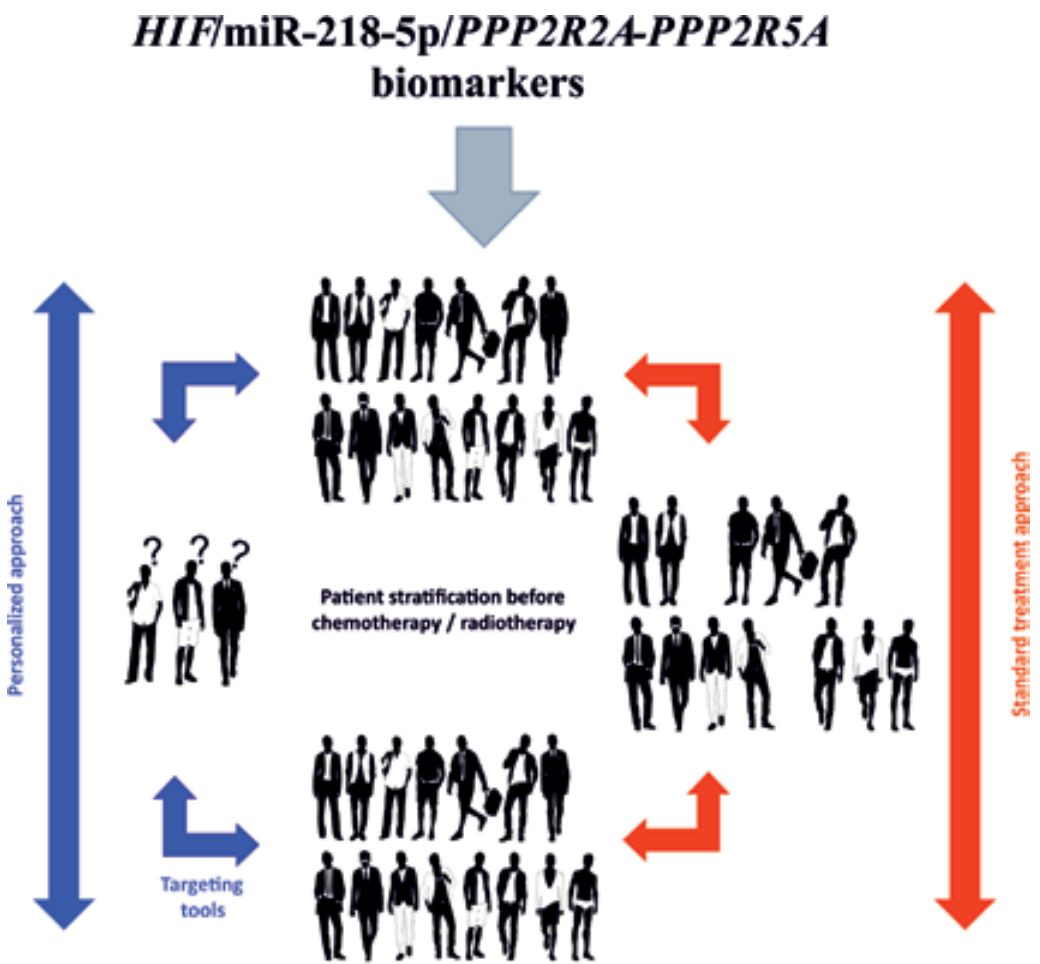 HIF/miR-218-5p/PPP2R2A-PPP2R5A
biomarkers
Personalized approach
? ? ?
Patient stratification before
chemotherapy / radiotherapy
Standard treatment approach
Targeting
tools